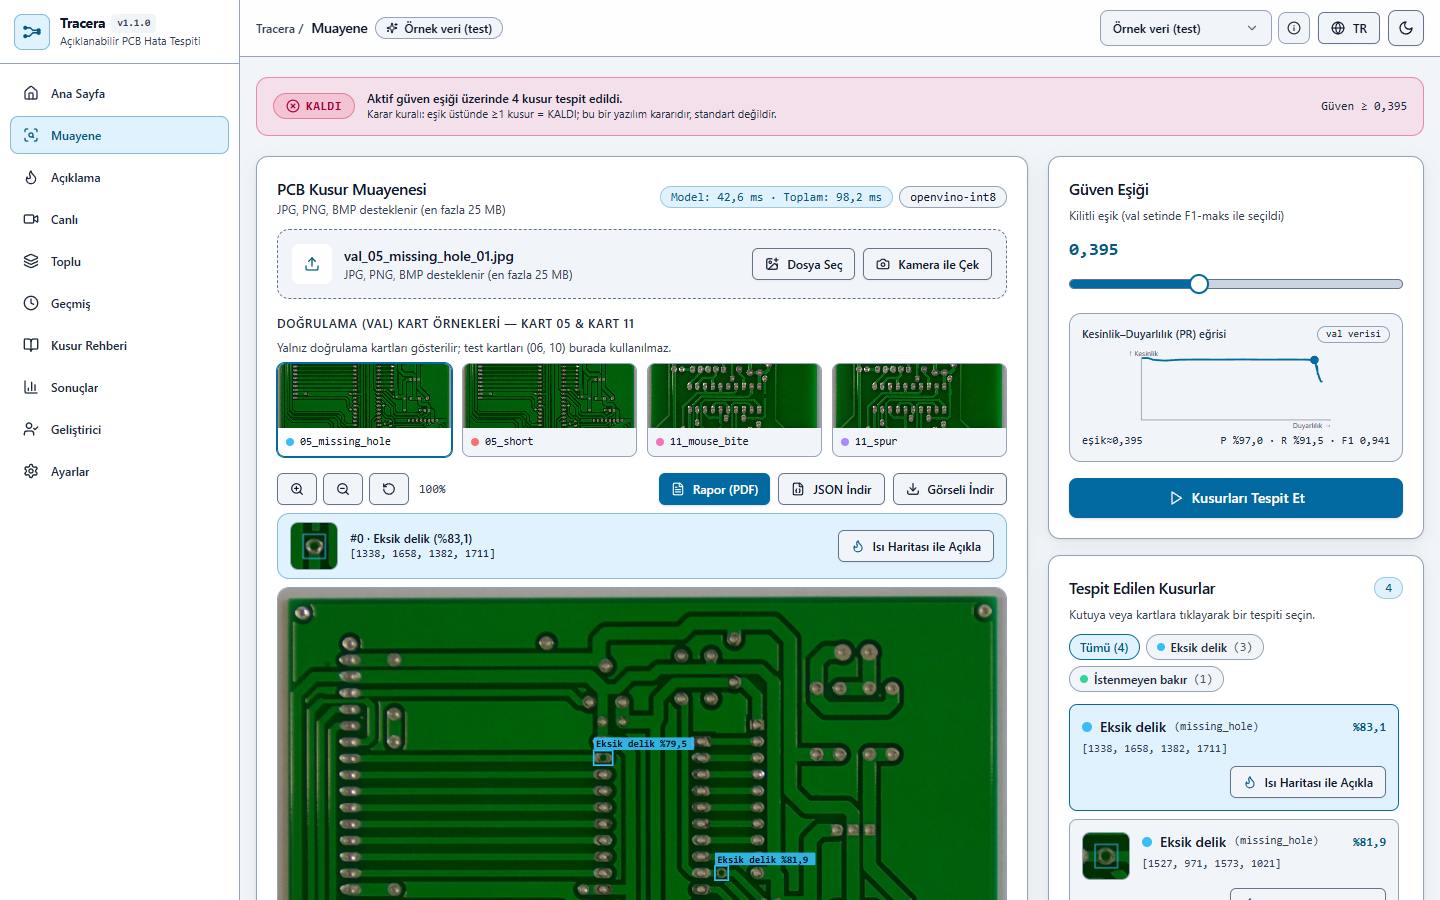 Tracera v1.1.0
Açıklanabilir PCB Hata Tespiti
Ana Sayfa
Muayene
Açıklama
Canlı
Toplu
Geçmiş
Kusur Rehberi
Sonuçlar
Geliştirici
Ayarlar
Tracera / Muayene Örnek veri (test)
Örnek veri (test) TR
KALDI
Aktif güven eşiği üzerinde 4 kusur tespit edildi.
Karar kuralı: eşik üstünde ≥1 kusur = KALDI; bu bir yazılım kararıdır, standart değildir.
Güven ≥ 0,395
PCB Kusur Muayenesi
JPG, PNG, BMP desteklenir (en fazla 25 MB)
Model: 42,6 ms · Toplam: 98,2 ms openvino-int8
val_05_missing_hole_01.jpg
JPG, PNG, BMP desteklenir (en fazla 25 MB)
Dosya Seç Kamera ile Çek
DOĞRULAMA (VAL) KART ÖRNEKLERİ — KART 05 & KART 11
Yalnız doğrulama kartları gösterilir; test kartları (06, 10) burada kullanılmaz.
05_missing_hole 05_short 11_mouse_bite 11_spur
100% Rapor (PDF) JSON İndir Görseli İndir
#0 · Eksik delik (%83,1)
[1338, 1658, 1382, 1711]
Isı Haritası ile Açıkla
Eksik delik %79,5
Eksik delik %81,9
Güven Eşiği
Kilitli eşik (val setinde F1-maks ile seçildi)
0,395
Kesinlik–Duyarlılık (PR) eğrisi val verisi
↑ Kesinlik
Duyarlılık →
eşik≈0,395 P %97,0 · R %91,5 · F1 0,941
Kusurları Tespit Et
Tespit Edilen Kusurlar 4
Kutuya veya kartlara tıklayarak bir tespiti seçin.
Tümü (4) Eksik delik (3)
İstenmeyen bakır (1)
Eksik delik (missing_hole) %83,1
[1338, 1658, 1382, 1711]
Isı Haritası ile Açıkla
Eksik delik (missing_hole) %81,9
[1527, 971, 1573, 1021]